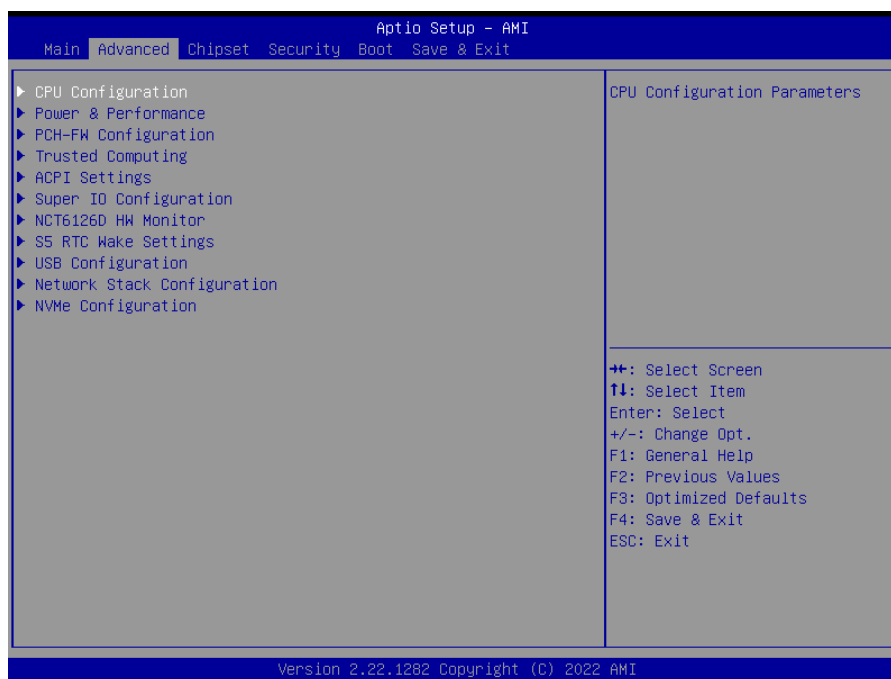 Aptio Setup - AMI
Main Advanced Chipset Security Boot Save & Exit
▶ CPU Configuration
▶ Power & Performance
▶ PCH-FW Configuration
▶ Trusted Computing
▶ ACPI Settings
▶ Super IO Configuration
▶ NCT6126D HW Monitor
▶ S5 RTC Wake Settings
▶ USB Configuration
▶ Network Stack Configuration
▶ NVMe Configuration
CPU Configuration Parameters
→←: Select Screen
↑↓: Select Item
Enter: Select
+/-: Change Opt.
F1: General Help
F2: Previous Values
F3: Optimized Defaults
F4: Save & Exit
ESC: Exit
Version 2.22.1282 Copyright (C) 2022 AMI